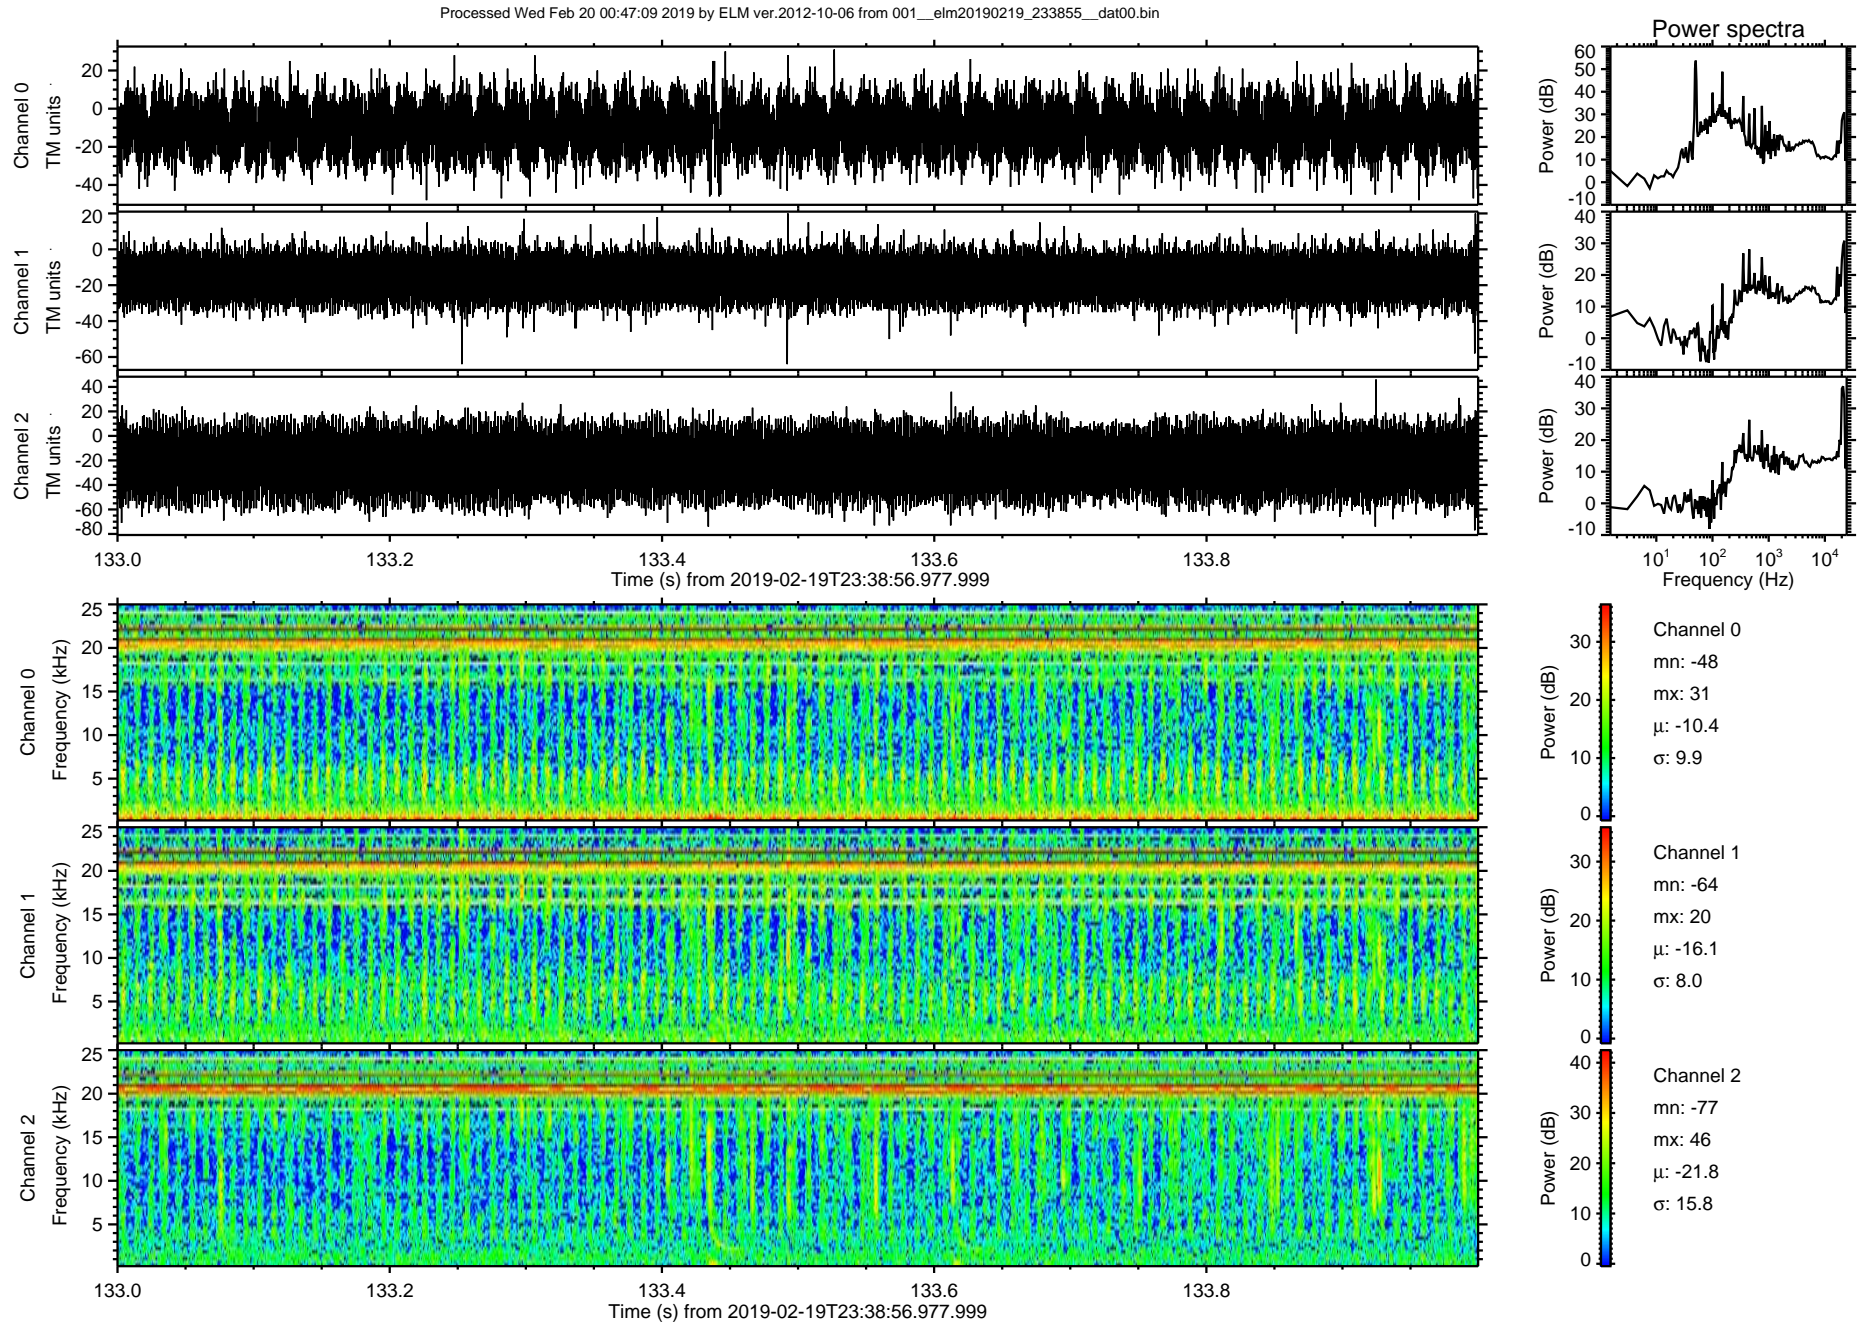 Processed Wed Feb 20 00:47:09 2019 by ELM ver.2012-10-06 from 001__elm20190219_233855__dat00.bin
Power spectra
Channel 0
TM units
20
0
-20
-40
Power (dB)
60
50
40
30
20
10
0
-10
Channel 1
TM units
20
0
-20
-40
-60
Power (dB)
40
30
20
10
0
-10
Channel 2
TM units
40
20
0
-20
-40
-60
-80
Power (dB)
40
30
20
10
0
-10
133.0 133.2 133.4 133.6 133.8
Time (s) from 2019-02-19T23:38:56.977.999
10¹ 10² 10³ 10⁴
Frequency (Hz)
Channel 0
Frequency (kHz)
25
20
15
10
5
Power (dB)
30
20
10
0
Channel 0
mn: -48
mx: 31
µ: -10.4
σ: 9.9
Channel 1
Frequency (kHz)
25
20
15
10
5
Power (dB)
30
20
10
0
Channel 1
mn: -64
mx: 20
µ: -16.1
σ: 8.0
Channel 2
Frequency (kHz)
25
20
15
10
5
Power (dB)
40
30
20
10
0
Channel 2
mn: -77
mx: 46
µ: -21.8
σ: 15.8
133.0 133.2 133.4 133.6 133.8
Time (s) from 2019-02-19T23:38:56.977.999